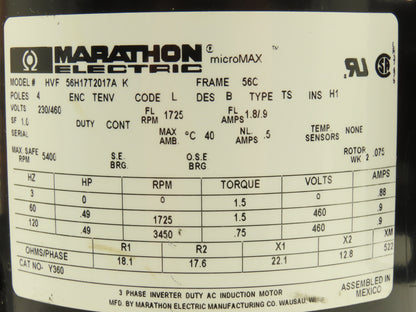 MARATHON
ELECTRIC
® microMAX™
MODEL # HVF 56H17T2017A K FRAME 56C
POLES 4 ENC TENV CODE L DES B TYPE TS INS H1
VOLTS 230/460 FL RPM 1725 FL AMPS 1.8/.9
SF 1.0 DUTY CONT MAX AMB. °C 40 NL AMPS .5 TEMP. SENSORS NONE
SERIAL
MAX. SAFE RPM 5400 S.E. BRG. O.S.E. BRG. ROTOR WK 2 .075
HZ HP RPM TORQUE VOLTS AMPS
3 0 0 1.5 0 .88
60 .49 1725 1.5 460 .9
120 .49 3450 .75 460 .9
OHMS/PHASE R1 R2 X1 X2 XM
18.1 17.6 22.1 12.8 522
CAT NO- Y360
ASSEMBLED IN
MEXICO
3 PHASE INVERTER DUTY AC INDUCTION MOTOR
MFG. BY MARATHON ELECTRIC MANUFACTURING CO. WAUSAU, WI